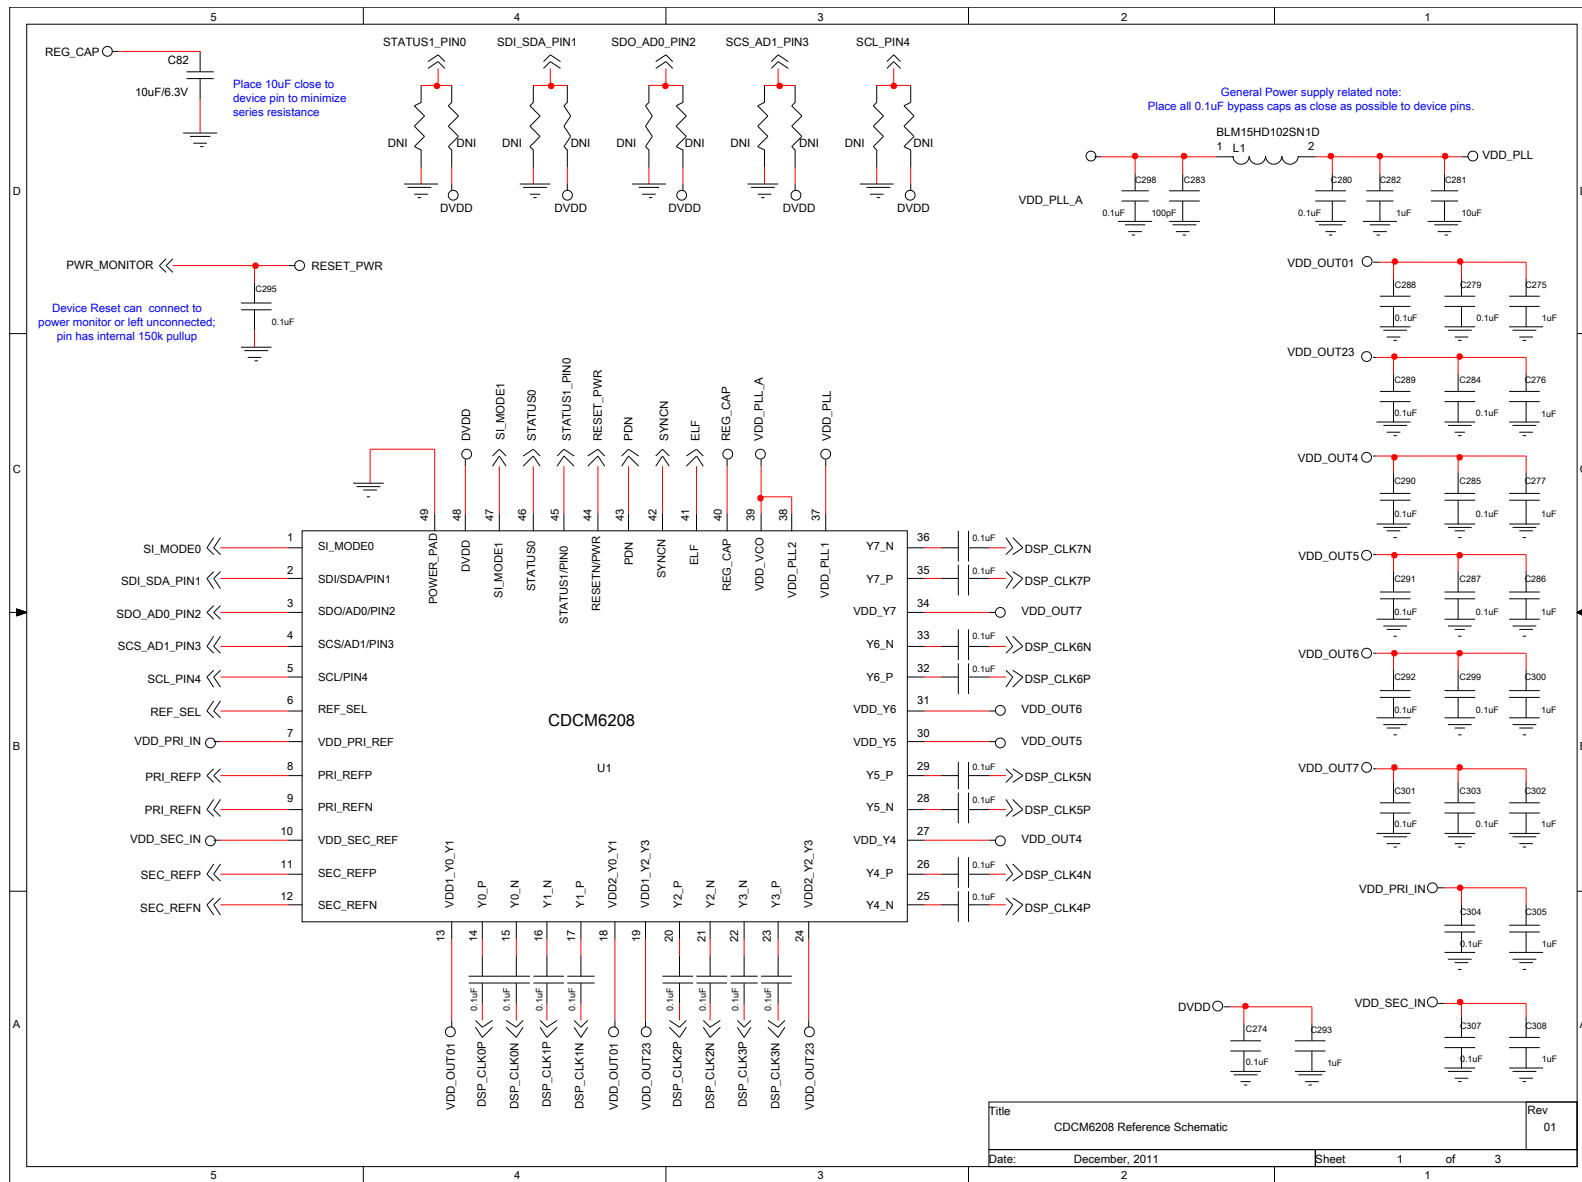 5
4
3
2
1
REG_CAP
C82
10uF/6.3V
Place 10uF close to
device pin to minimize
series resistance
STATUS1_PIN0
SDI_SDA_PIN1
SDO_AD0_PIN2
SCS_AD1_PIN3
SCL_PIN4
DNI
DNI
DNI
DNI
DNI
DNI
DNI
DNI
DNI
DNI
DVDD
DVDD
DVDD
DVDD
DVDD
General Power supply related note:
Place all 0.1uF bypass caps as close as possible to device pins.
BLM15HD102SN1D
1 L1 2
VDD_PLL
VDD_PLL_A
C298
0.1uF
C283
100pF
C280
0.1uF
C282
1uF
C281
10uF
D
PWR_MONITOR
RESET_PWR
C295
0.1uF
Device Reset can connect to
power monitor or left unconnected;
pin has internal 150k pullup
VDD_OUT01
C288
0.1uF
C279
0.1uF
C275
1uF
VDD_OUT23
C289
0.1uF
C284
0.1uF
C276
1uF
VDD_OUT4
C290
0.1uF
C285
0.1uF
C277
1uF
VDD_OUT5
C291
0.1uF
C287
0.1uF
C286
1uF
VDD_OUT6
C292
0.1uF
C299
0.1uF
C300
1uF
VDD_OUT7
C301
0.1uF
C303
0.1uF
C302
1uF
VDD_PRI_IN
C304
0.1uF
C305
1uF
VDD_SEC_IN
C307
0.1uF
C308
1uF
DVDD
C274
0.1uF
C293
1uF
C
B
A
DVDD
SI_MODE1
STATUS0
STATUS1_PIN0
RESET_PWR
PDN
SYNCN
ELF
REG_CAP
VDD_PLL_A
VDD_PLL
49
48
47
46
45
44
43
42
41
40
39
38
37
POWER_PAD
DVDD
SI_MODE1
STATUS0
STATUS1/PIN0
RESETN/PWR
PDN
SYNCN
ELF
REG_CAP
VDD_VCO
VDD_PLL2
VDD_PLL1
SI_MODE0 1 SI_MODE0
SDI_SDA_PIN1 2 SDI/SDA/PIN1
SDO_AD0_PIN2 3 SDO/AD0/PIN2
SCS_AD1_PIN3 4 SCS/AD1/PIN3
SCL_PIN4 5 SCL/PIN4
REF_SEL 6 REF_SEL
VDD_PRI_IN 7 VDD_PRI_REF
PRI_REFP 8 PRI_REFP
PRI_REFN 9 PRI_REFN
VDD_SEC_IN 10 VDD_SEC_REF
SEC_REFP 11 SEC_REFP
SEC_REFN 12 SEC_REFN
CDCM6208
U1
Y7_N 36 0.1uF DSP_CLK7N
Y7_P 35 0.1uF DSP_CLK7P
VDD_Y7 34 VDD_OUT7
Y6_N 33 0.1uF DSP_CLK6N
Y6_P 32 0.1uF DSP_CLK6P
VDD_Y6 31 VDD_OUT6
VDD_Y5 30 VDD_OUT5
Y5_P 29 0.1uF DSP_CLK5N
Y5_N 28 0.1uF DSP_CLK5P
VDD_Y4 27 VDD_OUT4
Y4_P 26 0.1uF DSP_CLK4N
Y4_N 25 0.1uF DSP_CLK4P
VDD1_Y0_Y1
Y0_P
Y0_N
Y1_N
Y1_P
VDD2_Y0_Y1
VDD1_Y2_Y3
Y2_P
Y2_N
Y3_N
Y3_P
VDD2_Y2_Y3
13
14
15
16
17
18
19
20
21
22
23
24
0.1uF
0.1uF
0.1uF
0.1uF
0.1uF
0.1uF
0.1uF
0.1uF
VDD_OUT01
DSP_CLK0P
DSP_CLK0N
DSP_CLK1P
DSP_CLK1N
VDD_OUT01
VDD_OUT23
DSP_CLK2P
DSP_CLK2N
DSP_CLK3P
DSP_CLK3N
VDD_OUT23
Title
CDCM6208 Reference Schematic
Rev
01
Date: December, 2011
Sheet 1 of 3
5
4
3
2
1